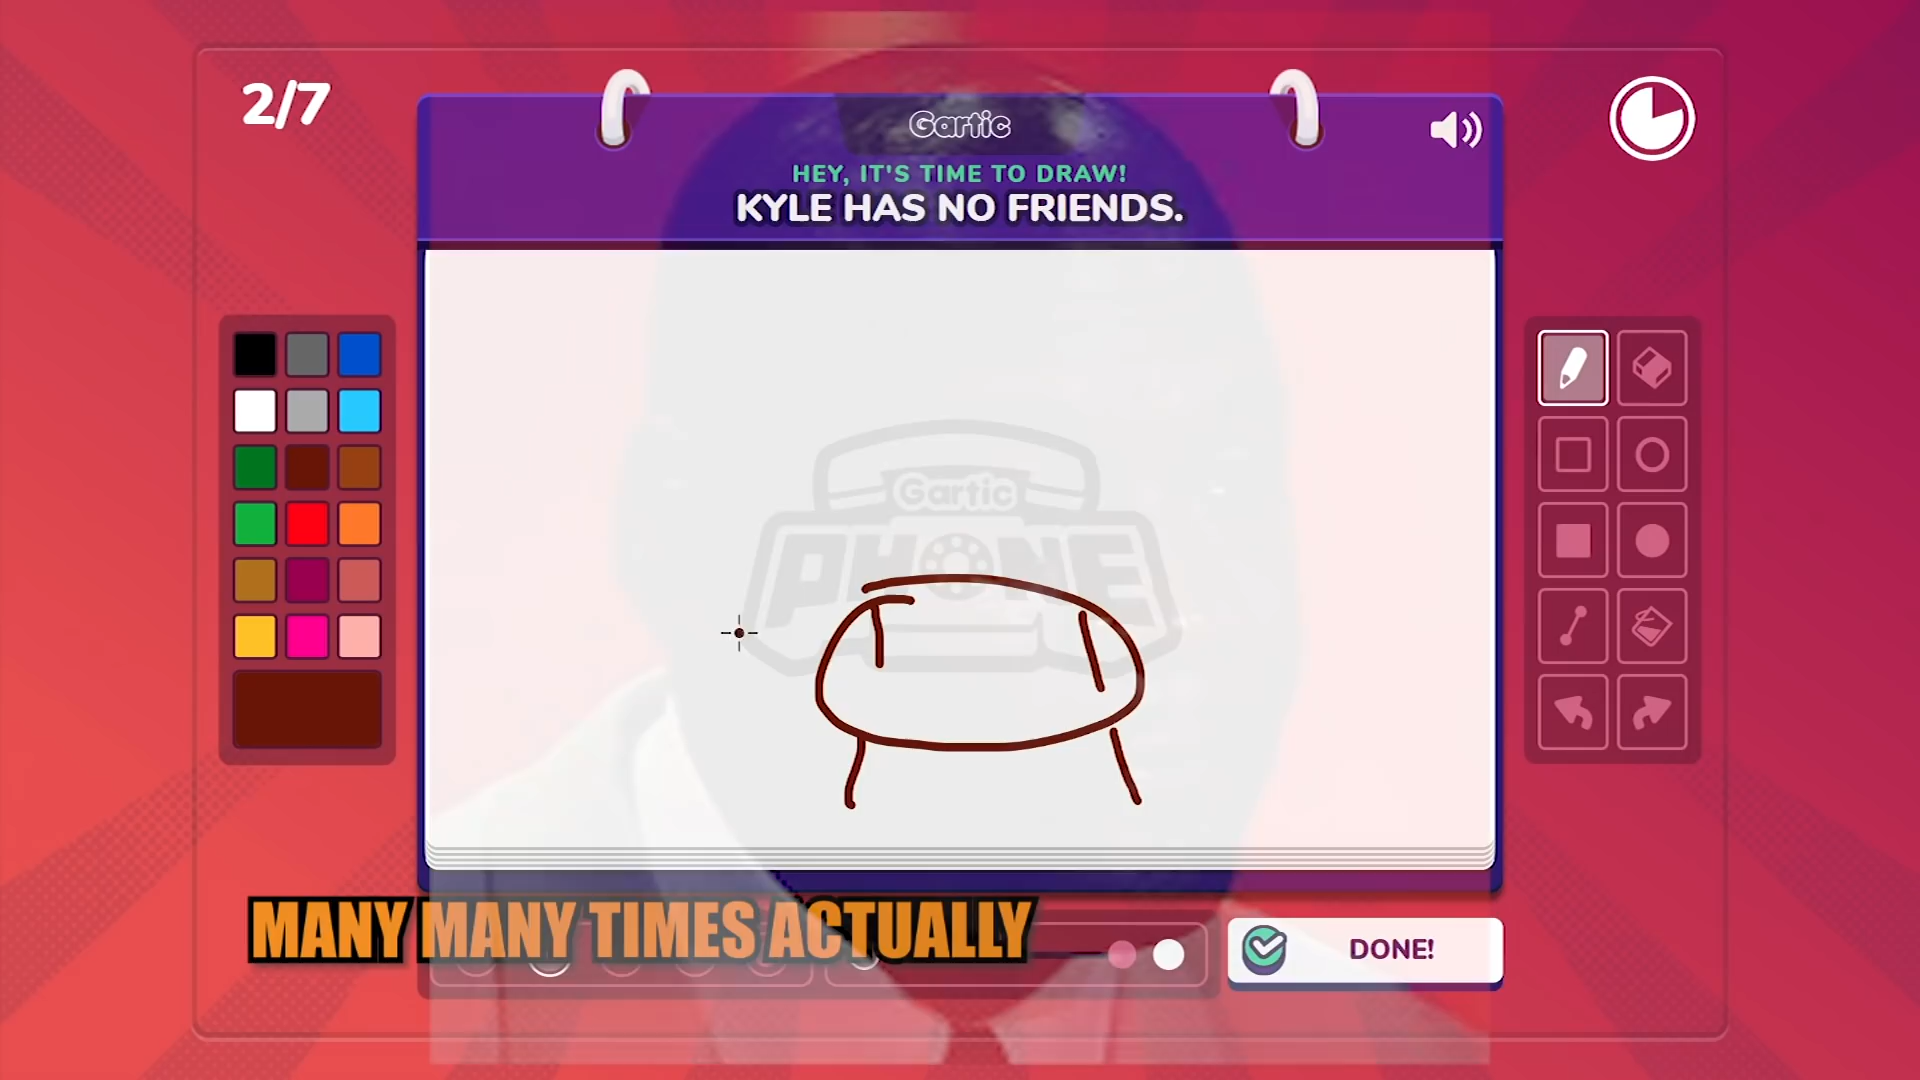 2/7
Gartic
HEY, IT'S TIME TO DRAW!
KYLE HAS NO FRIENDS.
Gartic
PHONE
MANY MANY TIMES ACTUALLY
DONE!